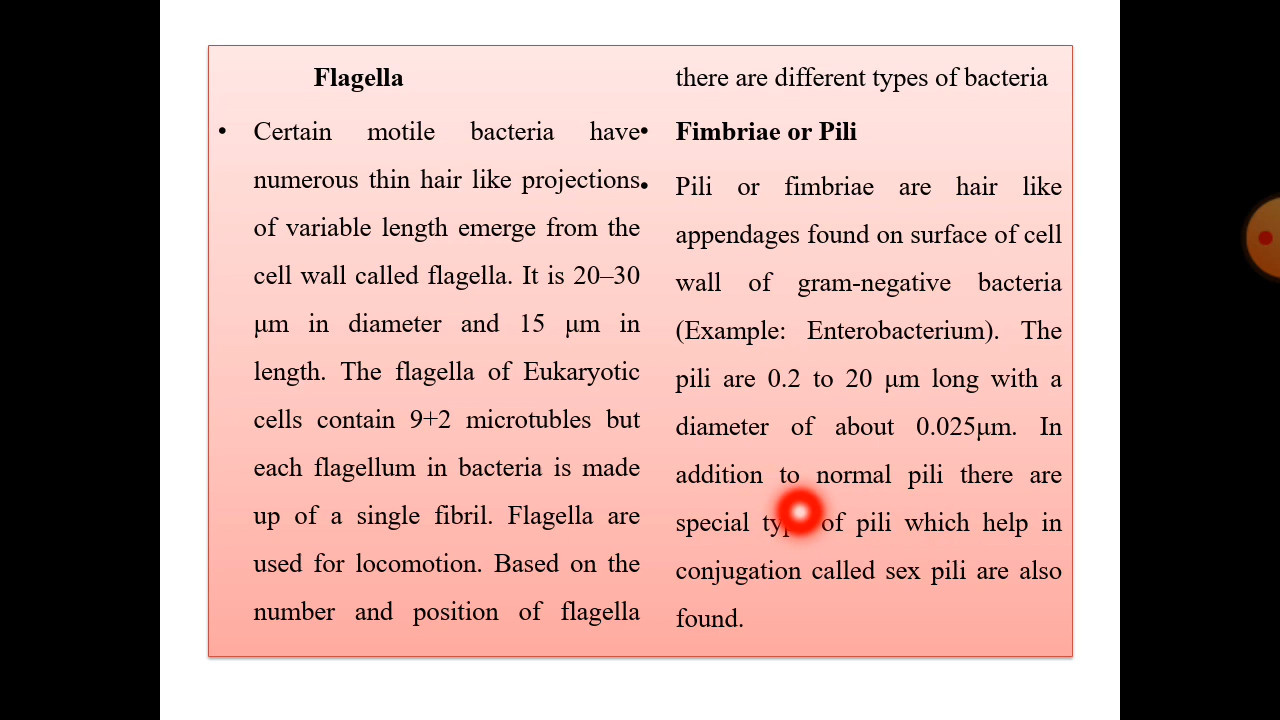 Flagella
• Certain motile bacteria have
numerous thin hair like projections
of variable length emerge from the
cell wall called flagella. It is 20–30
μm in diameter and 15 μm in
length. The flagella of Eukaryotic
cells contain 9+2 microtubles but
each flagellum in bacteria is made
up of a single fibril. Flagella are
used for locomotion. Based on the
number and position of flagella
there are different types of bacteria
• Fimbriae or Pili
• Pili or fimbriae are hair like
appendages found on surface of cell
wall of gram-negative bacteria
(Example: Enterobacterium). The
pili are 0.2 to 20 μm long with a
diameter of about 0.025μm. In
addition to normal pili there are
special of pili which help in
conjugation called sex pili are also
found.